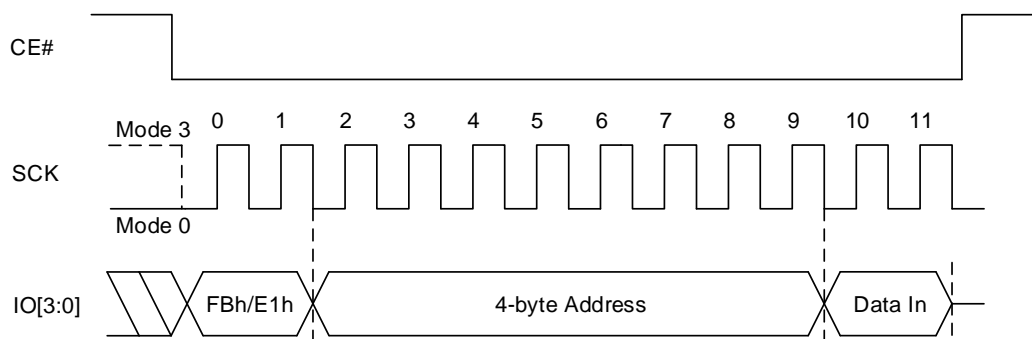 CE#
Mode 3
0 1 2 3 4 5 6 7 8 9 10 11
SCK
Mode 0
IO[3:0] FBh/E1h 4-byte Address Data In